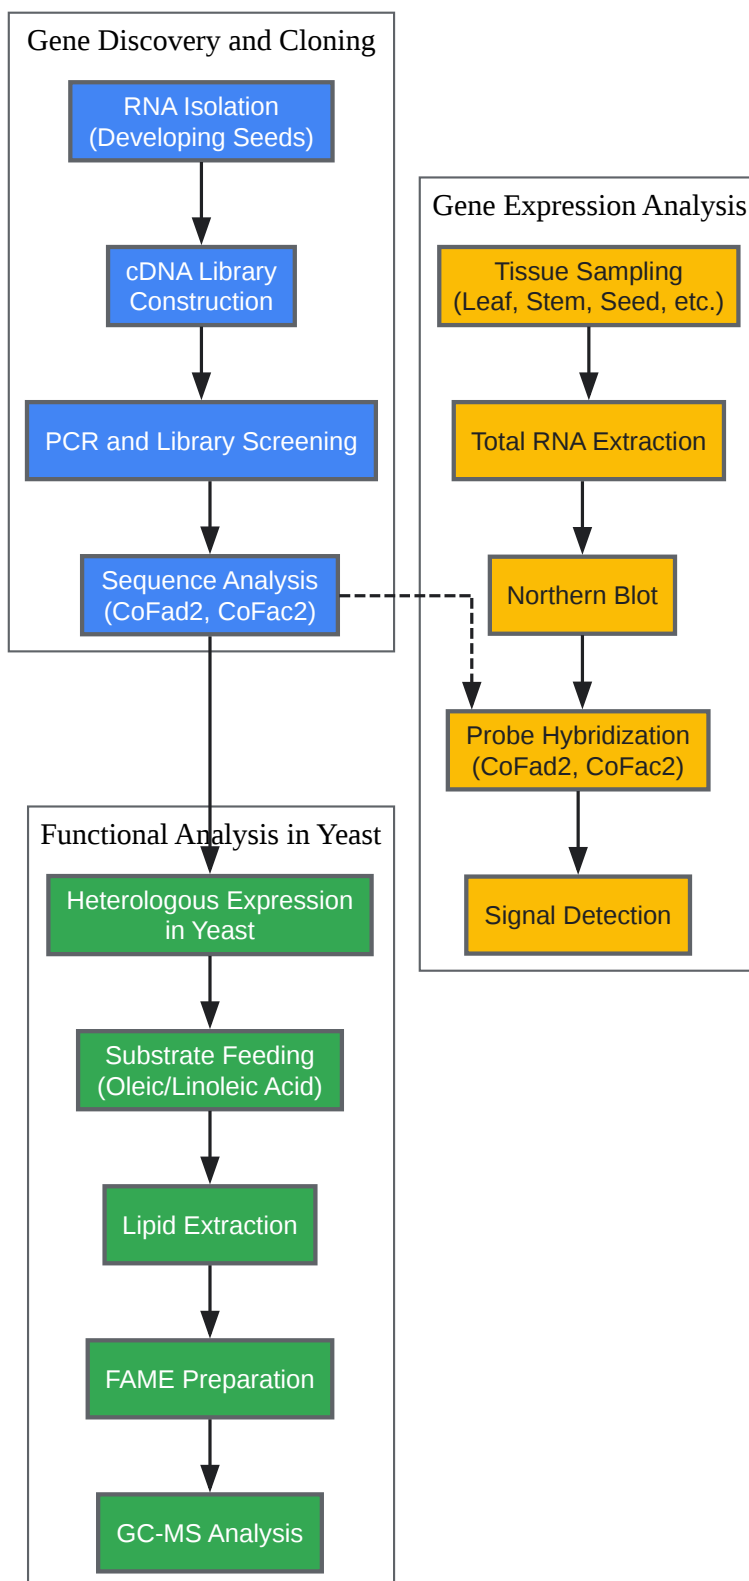 Gene Discovery and Cloning
RNA Isolation
(Developing Seeds)
cDNA Library
Construction
PCR and Library Screening
Sequence Analysis
(CoFad2, CoFac2)
Gene Expression Analysis
Tissue Sampling
(Leaf, Stem, Seed, etc.)
Total RNA Extraction
Northern Blot
Probe Hybridization
(CoFad2, CoFac2)
Signal Detection
Functional Analysis in Yeast
Heterologous Expression
in Yeast
Substrate Feeding
(Oleic/Linoleic Acid)
Lipid Extraction
FAME Preparation
GC-MS Analysis